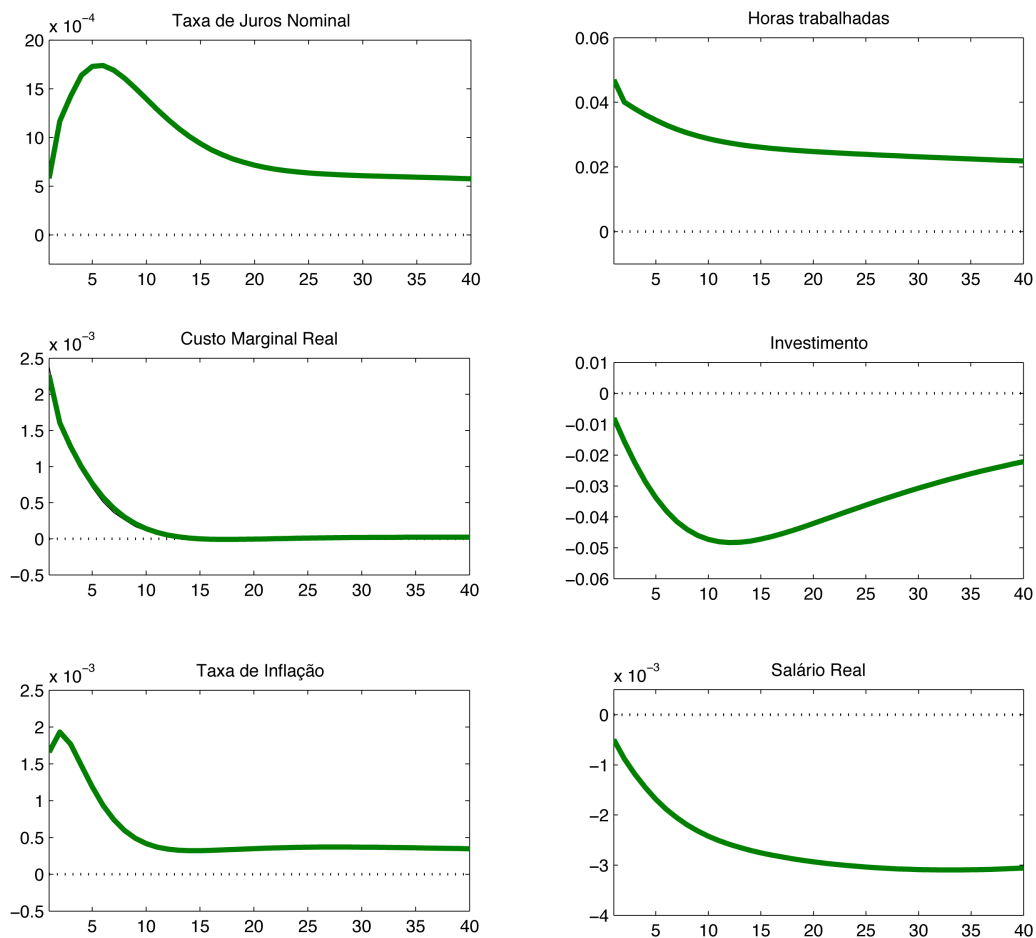 Taxa de Juros Nominal
x 10−4
20
15
10
5
0
5 10 15 20 25 30 35 40
Horas trabalhadas
0.06
0.04
0.02
0
5 10 15 20 25 30 35 40
Custo Marginal Real
x 10−3
2.5
2
1.5
1
0.5
0
−0.5
5 10 15 20 25 30 35 40
Investimento
0.01
0
−0.01
−0.02
−0.03
−0.04
−0.05
−0.06
5 10 15 20 25 30 35 40
Taxa de Inflação
x 10−3
2.5
2
1.5
1
0.5
0
−0.5
5 10 15 20 25 30 35 40
Salário Real
x 10−3
0
−1
−2
−3
−4
5 10 15 20 25 30 35 40